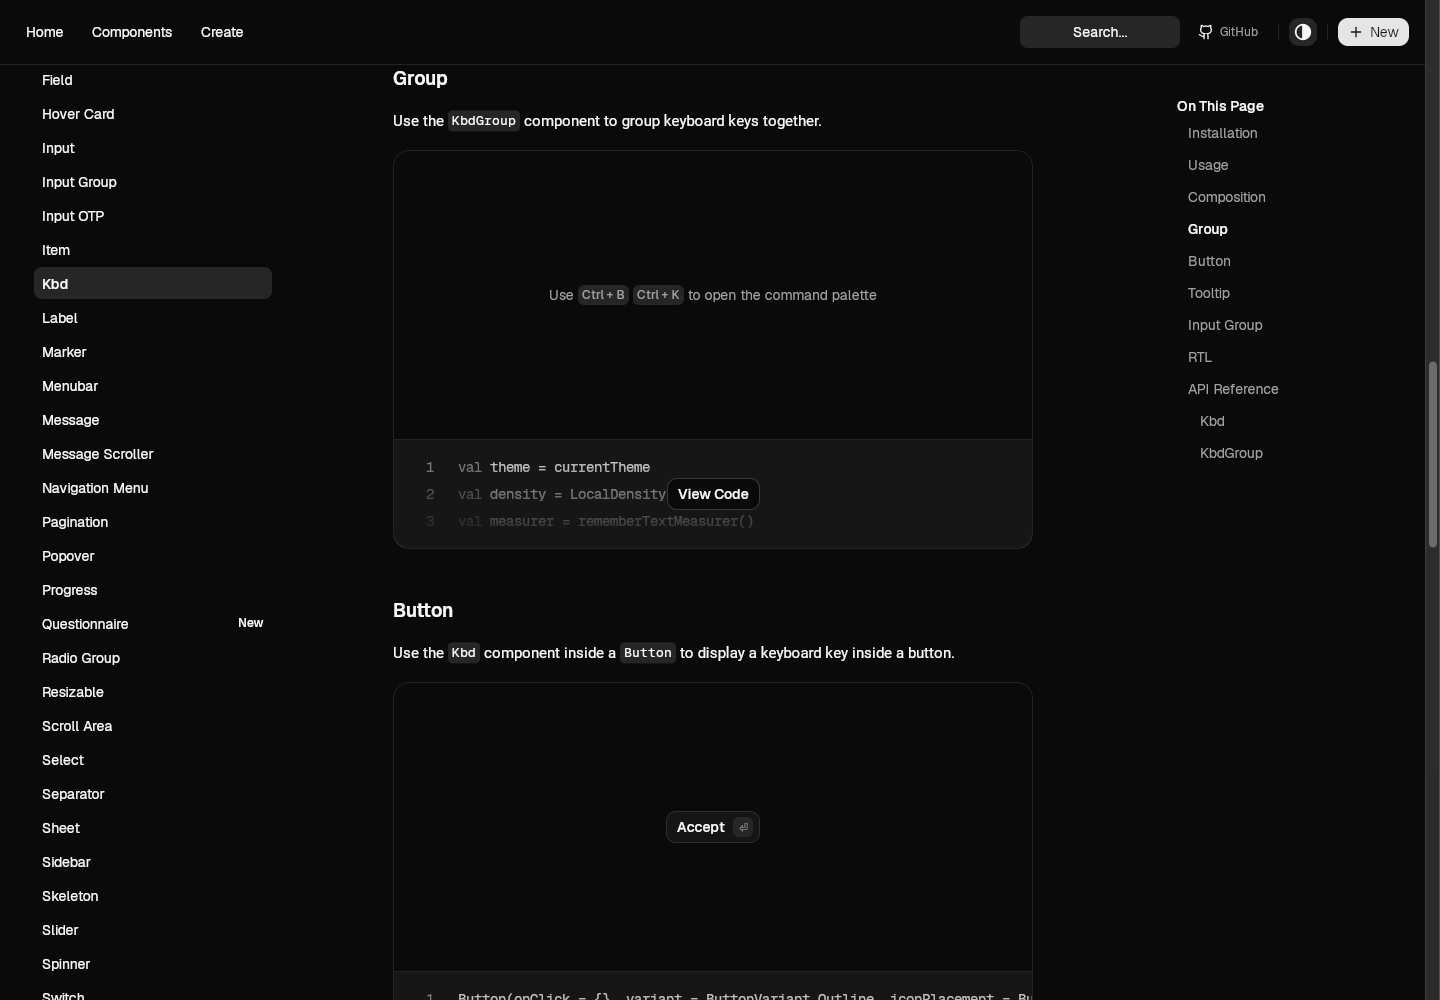 Home
Components
Create
Search...
GitHub
New
Field
Hover Card
Input
Input Group
Input OTP
Item
Kbd
Label
Marker
Menubar
Message
Message Scroller
Navigation Menu
Pagination
Popover
Progress
Questionnaire New
Radio Group
Resizable
Scroll Area
Select
Separator
Sheet
Sidebar
Skeleton
Slider
Spinner
Switch
Group
Use the KbdGroup component to group keyboard keys together.
Use Ctrl + B Ctrl + K to open the command palette
1 val theme = currentTheme
2 val density = LocalDensity
View Code
3 val measurer = rememberTextMeasurer()
Button
Use the Kbd component inside a Button to display a keyboard key inside a button.
Accept ⏎
1 Button(onClick = {}, variant = ButtonVariant.Outline, iconPlacement = Bu
On This Page
Installation
Usage
Composition
Group
Button
Tooltip
Input Group
RTL
API Reference
Kbd
KbdGroup